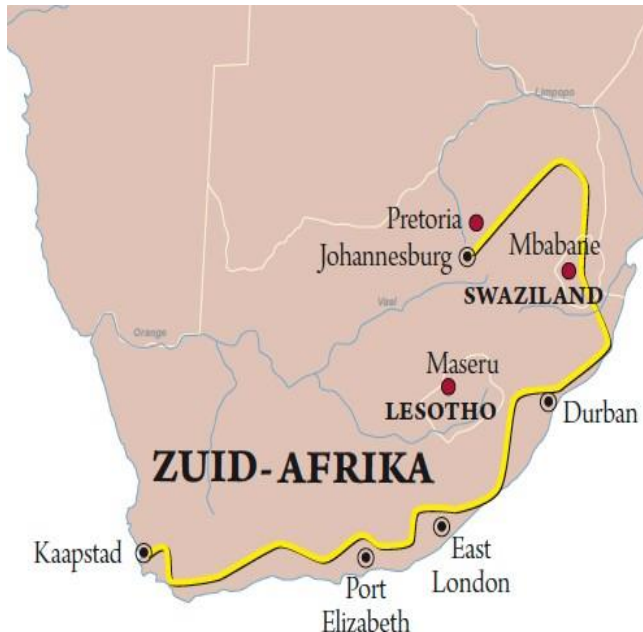 Limpopo
Pretoria
Johannesburg
Mbabane
SWAZILAND
Vaal
Orange
Maseru
LESOTHO
Durban
ZUID-AFRIKA
Kaapstad
East
London
Port
Elizabeth